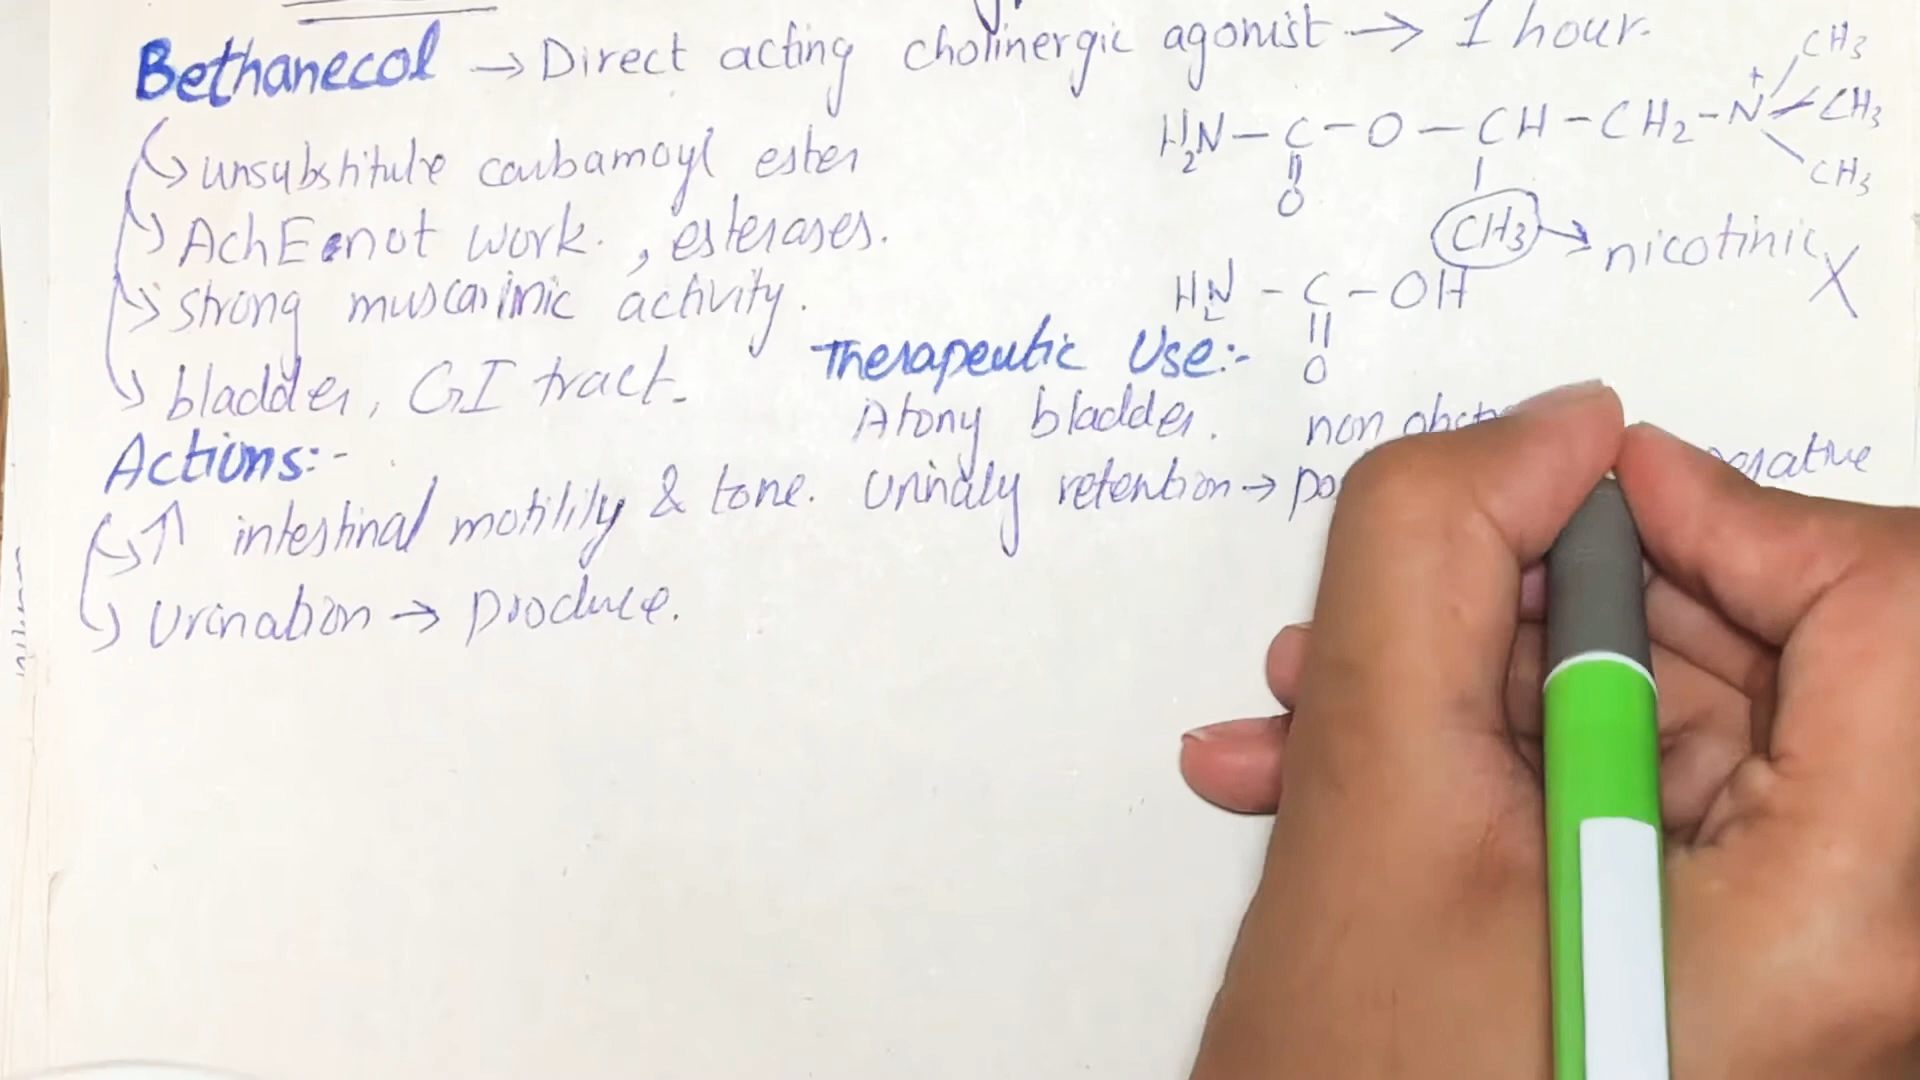 Bethanecol → Direct acting cholinergic agonist → 1 hour.
unsubstitute carbamoyl ester
AchE not work. , esterases.
strong muscarinic activity.
bladder, GI tract.
H2N — C — O — CH — CH2 — N+
CH3
CH3
CH3
O
CH3 → nicotinic X
H2N — C — OH
O
Therapeutic Use:-
Atony bladder. non
Urinary retention →
Actions:-
↑ intestinal motility & tone.
Urination → produce.